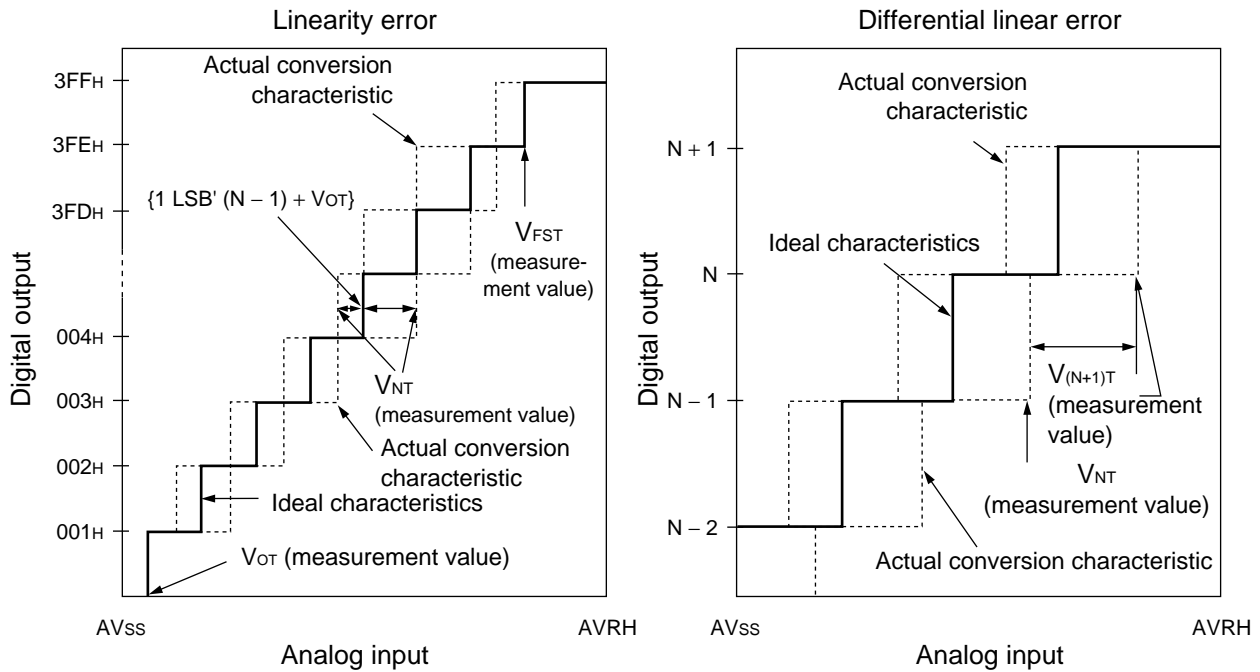 Linearity error
3FFH
3FEH
3FDH
004H
003H
002H
001H
Digital output
Actual conversion
characteristic
{1 LSB' (N − 1) + VOT}
VFST
(measure-
ment value)
VNT
(measurement value)
Actual conversion
characteristic
Ideal characteristics
VOT (measurement value)
AVSS
AVRH
Analog input
Differential linear error
N + 1
N
N − 1
N − 2
Digital output
Actual conversion
characteristic
Ideal characteristics
V(N+1)T
(measurement
value)
VNT
(measurement value)
Actual conversion characteristic
AVSS
AVRH
Analog input